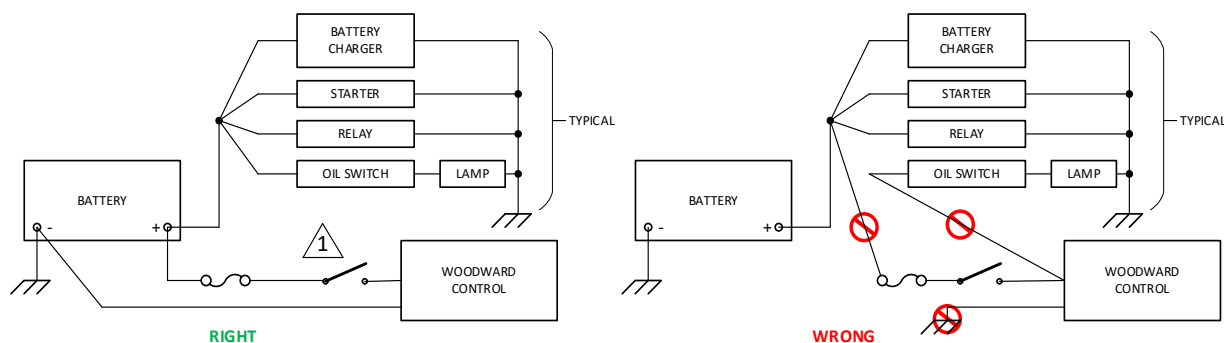 BATTERY
CHARGER
STARTER
TYPICAL
RELAY
OIL SWITCH
LAMP
BATTERY
- +
1
WOODWARD
CONTROL
RIGHT
BATTERY
CHARGER
STARTER
TYPICAL
RELAY
OIL SWITCH
LAMP
BATTERY
- +
WOODWARD
CONTROL
WRONG